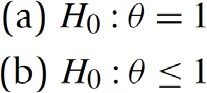 (a) H₀ : θ = 1
(b) H₀ : θ ≤ 1